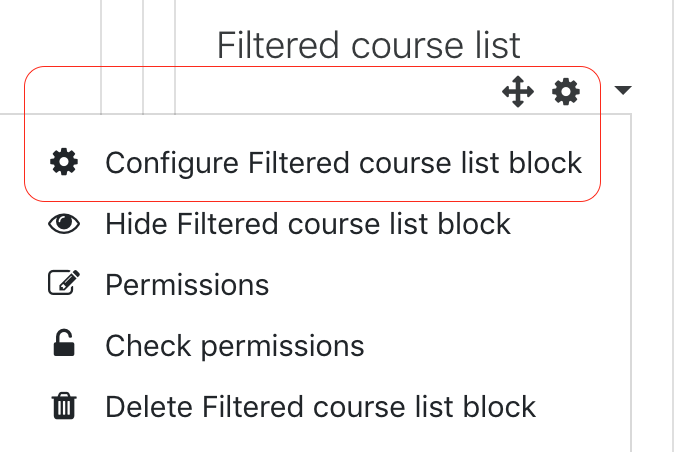 Filtered course list
Configure Filtered course list block
Hide Filtered course list block
Permissions
Check permissions
Delete Filtered course list block